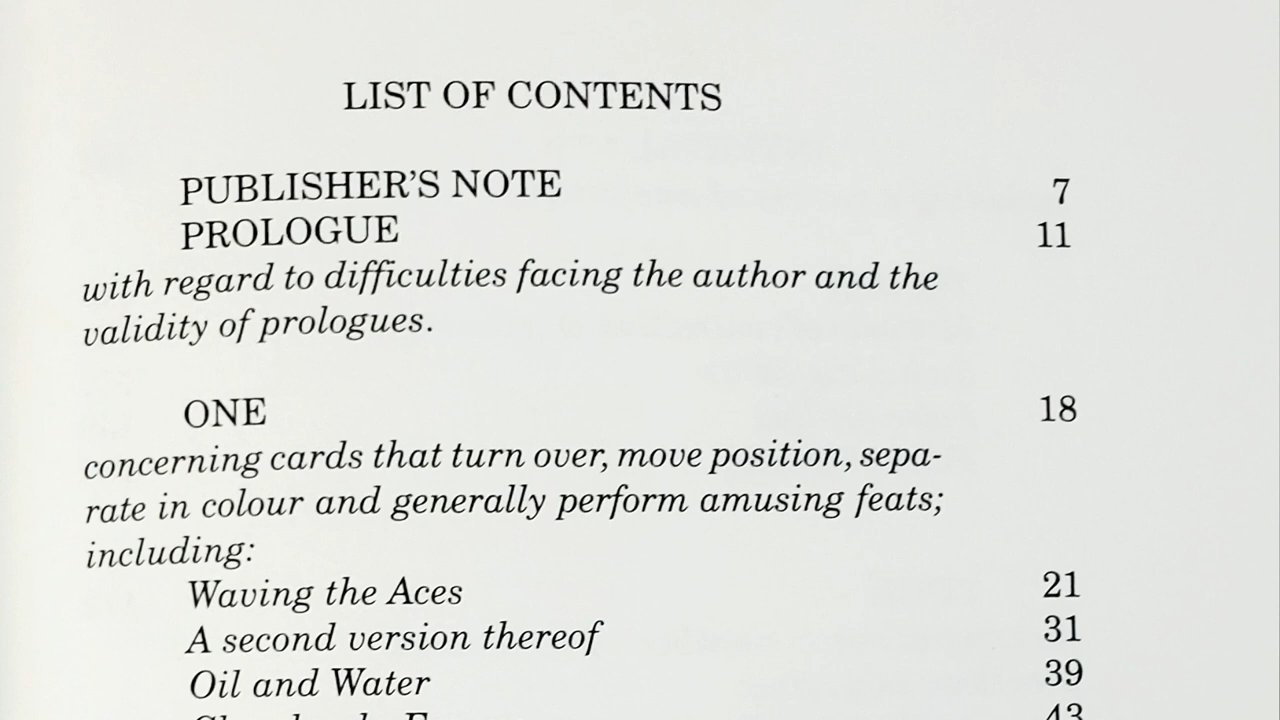 LIST OF CONTENTS
PUBLISHER'S NOTE 7
PROLOGUE 11
with regard to difficulties facing the author and the
validity of prologues.
ONE 18
concerning cards that turn over, move position, sepa-
rate in colour and generally perform amusing feats;
including:
Waving the Aces 21
A second version thereof 31
Oil and Water 39
43